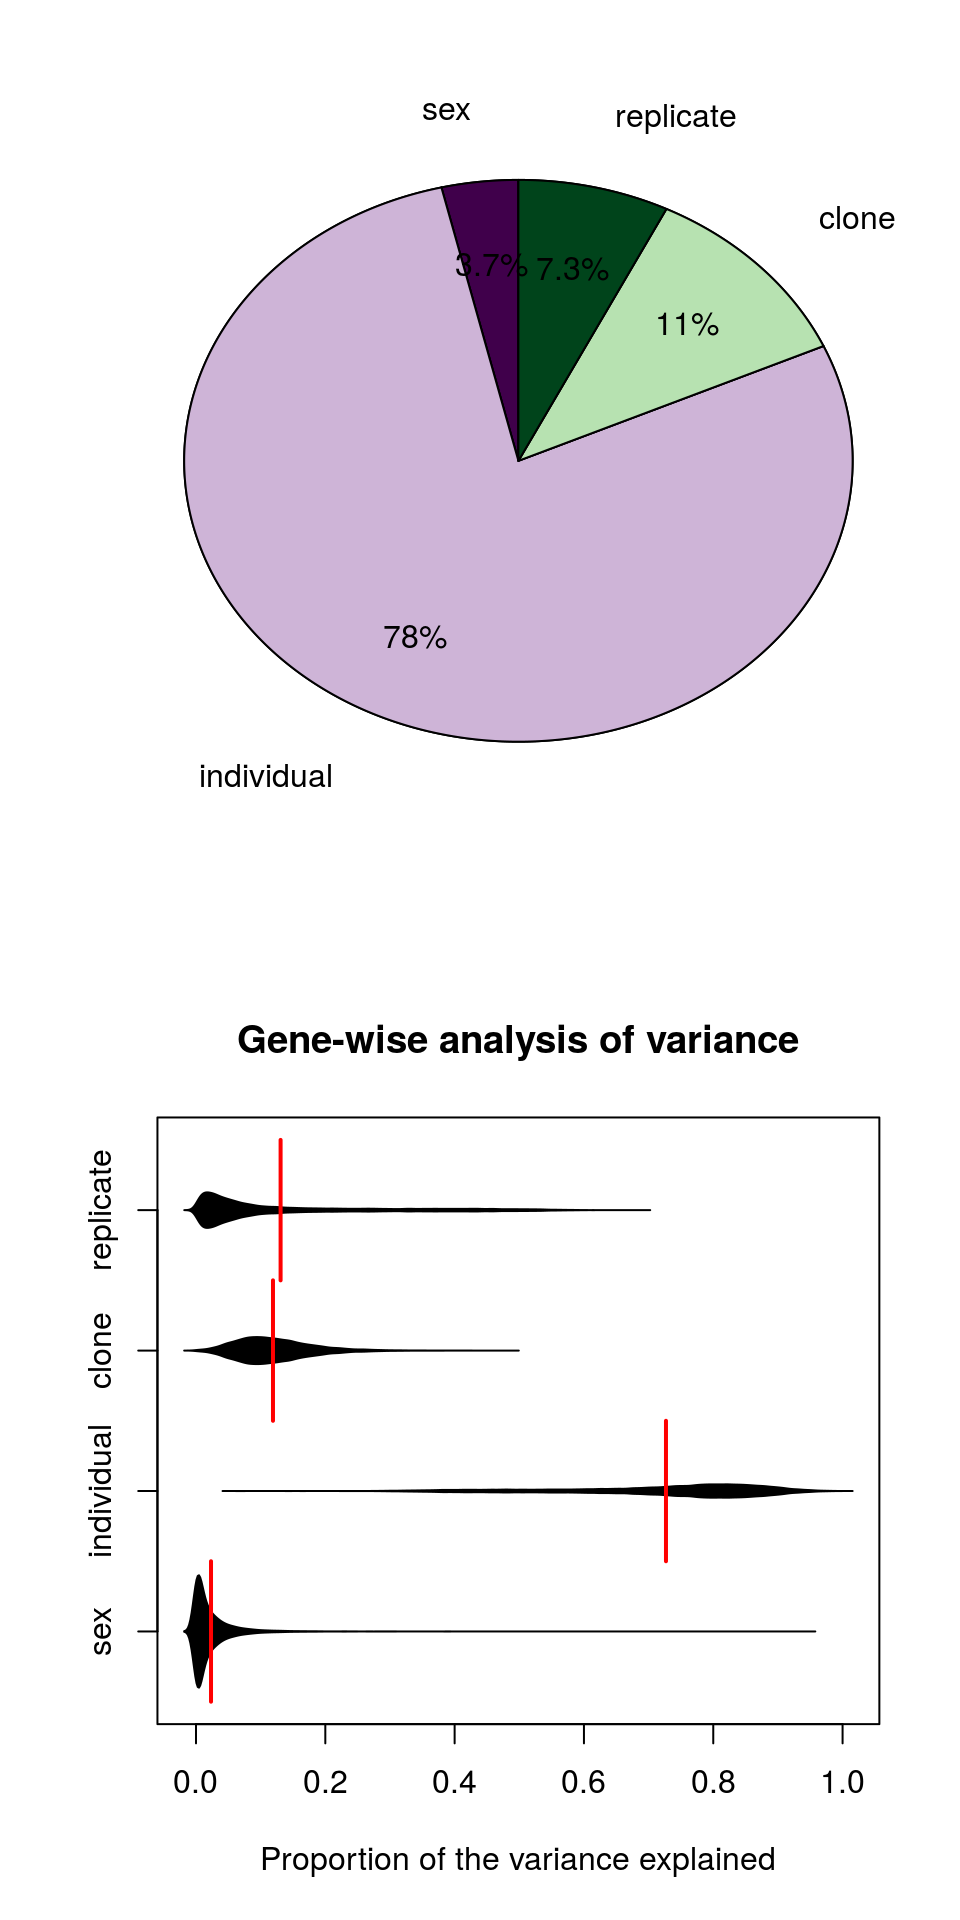 sex
replicate
clone
3.7%
7.3%
11%
78%
individual
Gene-wise analysis of variance
replicate
clone
individual
sex
0.0 0.2 0.4 0.6 0.8 1.0
Proportion of the variance explained